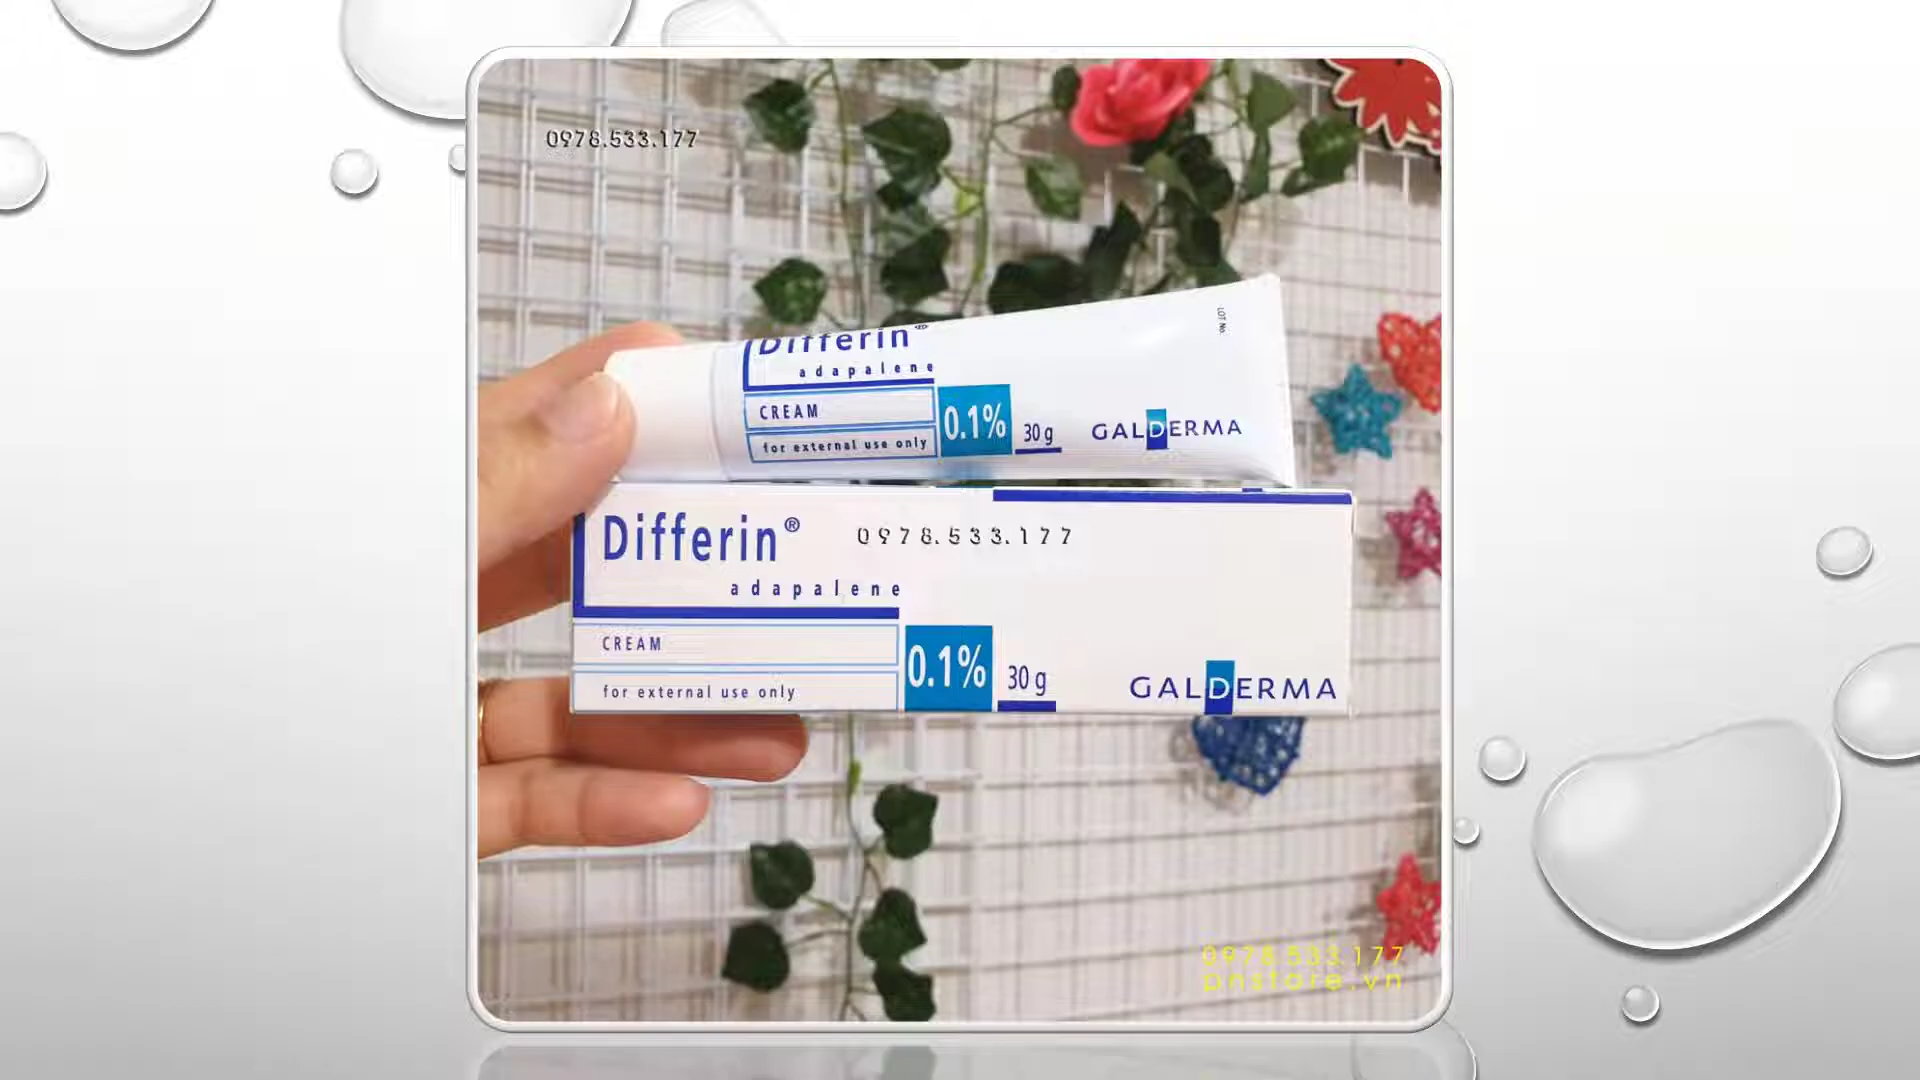 0978.533.177
LOT No.
Differin®
adapalene
CREAM
0.1%
30 g
GALDERMA
for external use only
Differin®
0978.533.177
adapalene
CREAM
0.1%
30 g
GALDERMA
for external use only
0978.533.177
pnstore.vn